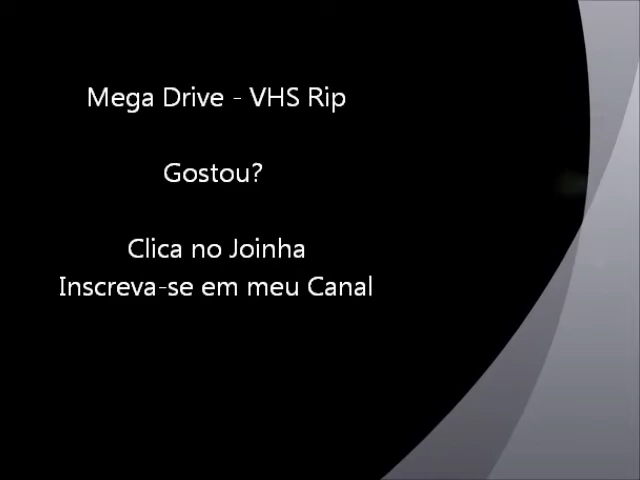 Mega Drive - VHS Rip
Gostou?
Clica no Joinha
Inscreva-se em meu Canal